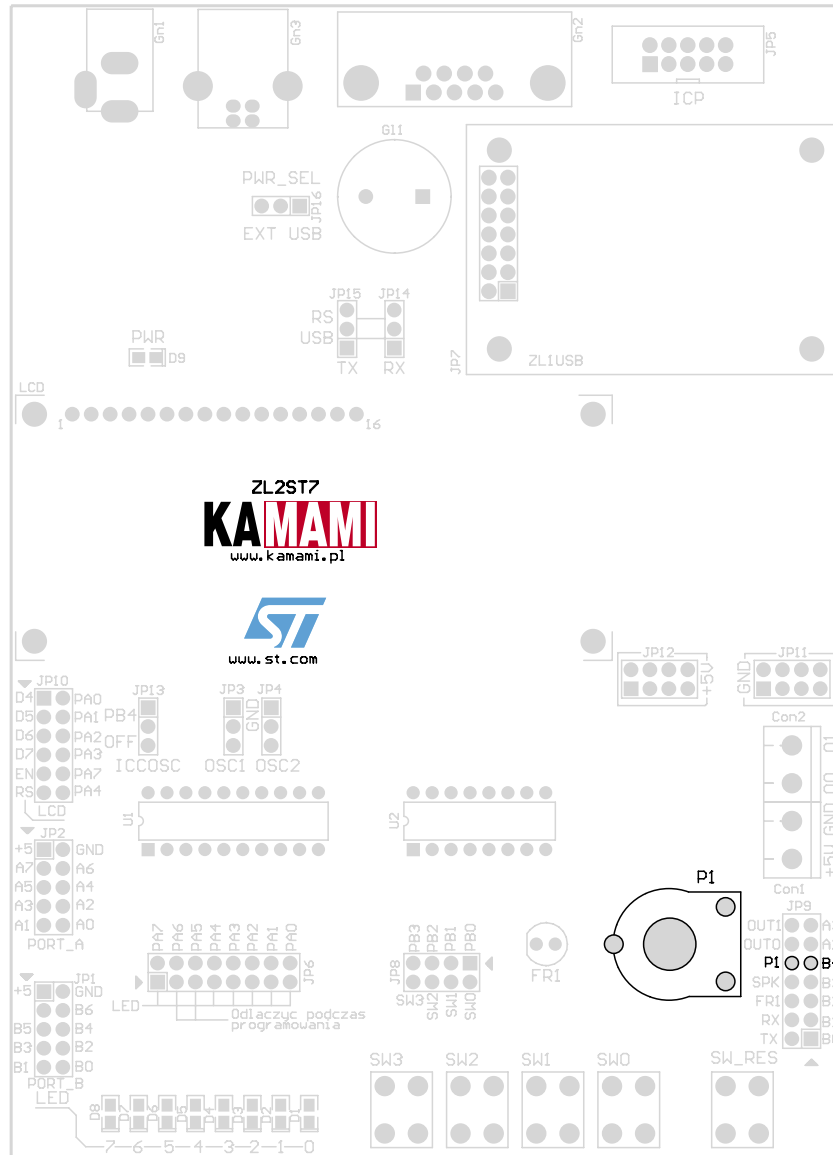 Gn1
Gn3
Gn2
JP5
ICP
G11
PWR_SEL
JP16
EXT USB
JP15 JP14
RS
USB
TX RX
PWR
D9
JP7
ZL1USB
LCD
1 16
ZL2ST7
KAMAMI
www.kamami.pl
ST
www.st.com
JP12
+5V
JP11
GND
JP10
D4 PA0
D5 PA1
D6 PA2
D7 PA3
EN PA7
RS PA4
LCD
JP13
PB4
OFF
ICCOSC
JP3
GND
JP4
OSC1 OSC2
Con2
O1
O0
GND
+5V
Con1
U1
U2
JP2
+5 GND
A7 A6
A5 A4
A3 A2
A1 A0
PORT_A
P1
JP9
OUT1
OUT0
P1 B4
SPK
FR1
RX
TX B0
PA7 PA6 PA5 PA4 PA3 PA2 PA1 PA0
JP6
LED
Odlaczyc podczas
programowania
PB3 PB2 PB1 PB0
JP8
SW3 SW2 SW1 SW0
FR1
JP1
+5 GND
B6
B5 B4
B3 B2
B1 B0
PORT_B
LED
SW3 SW2 SW1 SW0 SW_RES
D8 D7 D6 D5 D4 D3 D2 D1
7 6 5 4 3 2 1 0